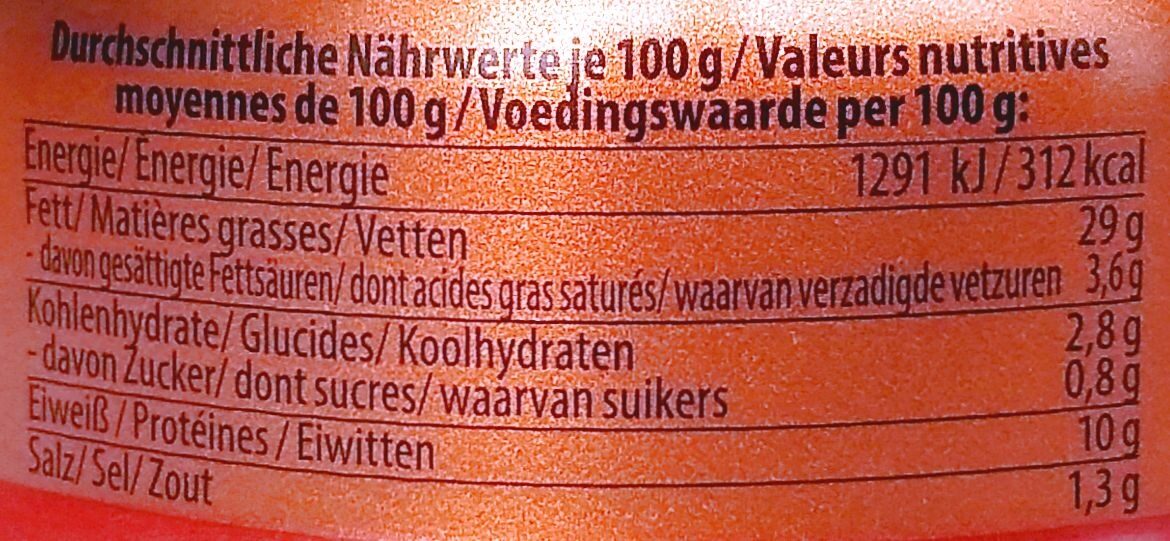 Durchschnittliche Nährwerte je 100 g / Valeurs nutritives
moyennes de 100 g / Voedingswaarde per 100 g:
Energie/ Énergie/ Energie 1291 kJ / 312 kcal
Fett/ Matières grasses/ Vetten 29 g
- davon gesättigte Fettsäuren/ dont acides gras saturés/ waarvan verzadigde vetzuren 3,6 g
Kohlenhydrate/ Glucides/ Koolhydraten 2,8 g
- davon Zucker/ dont sucres/ waarvan suikers 0,8 g
Eiweiß / Protéines / Eiwitten 10 g
Salz/ Sel/ Zout 1,3 g